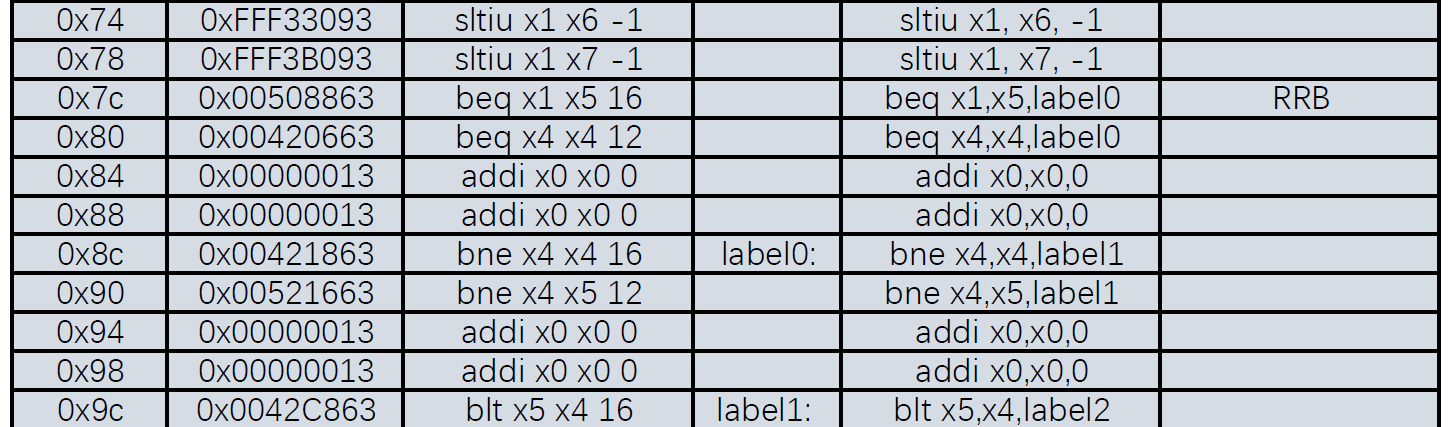 0x74 0xFFF33093 sltiu x1 x6 -1 sltiu x1, x6, -1
0x78 0xFFF3B093 sltiu x1 x7 -1 sltiu x1, x7, -1
0x7c 0x00508863 beq x1 x5 16 beq x1,x5,label0 RRB
0x80 0x00420663 beq x4 x4 12 beq x4,x4,label0
0x84 0x00000013 addi x0 x0 0 addi x0,x0,0
0x88 0x00000013 addi x0 x0 0 addi x0,x0,0
0x8c 0x00421863 bne x4 x4 16 label0: bne x4,x4,label1
0x90 0x00521663 bne x4 x5 12 bne x4,x5,label1
0x94 0x00000013 addi x0 x0 0 addi x0,x0,0
0x98 0x00000013 addi x0 x0 0 addi x0,x0,0
0x9c 0x0042C863 blt x5 x4 16 label1: blt x5,x4,label2